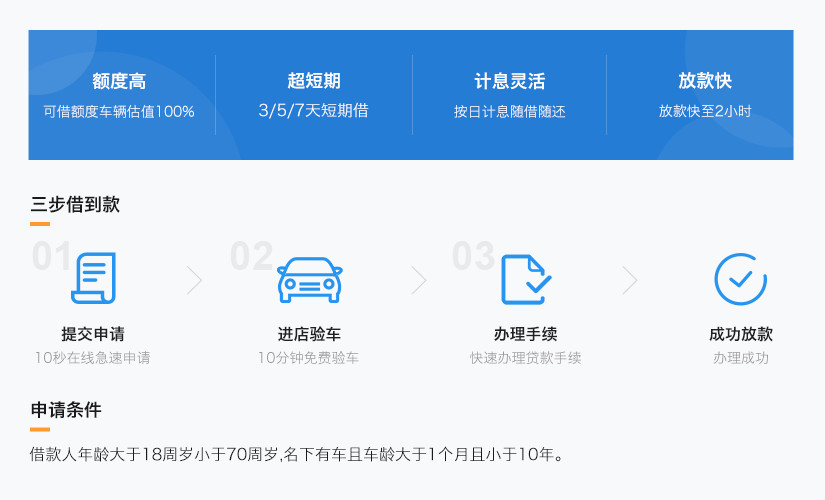 额度高
可借额度车辆估值100%
超短期
3/5/7天短期借
计息灵活
按日计息随借随还
放款快
放款快至2小时
三步借到款
01
提交申请
10秒在线急速申请
02
进店验车
10分钟免费验车
03
办理手续
快速办理贷款手续
成功放款
办理成功
申请条件
借款人年龄大于18周岁小于70周岁,名下有车且车龄大于1个月且小于10年。